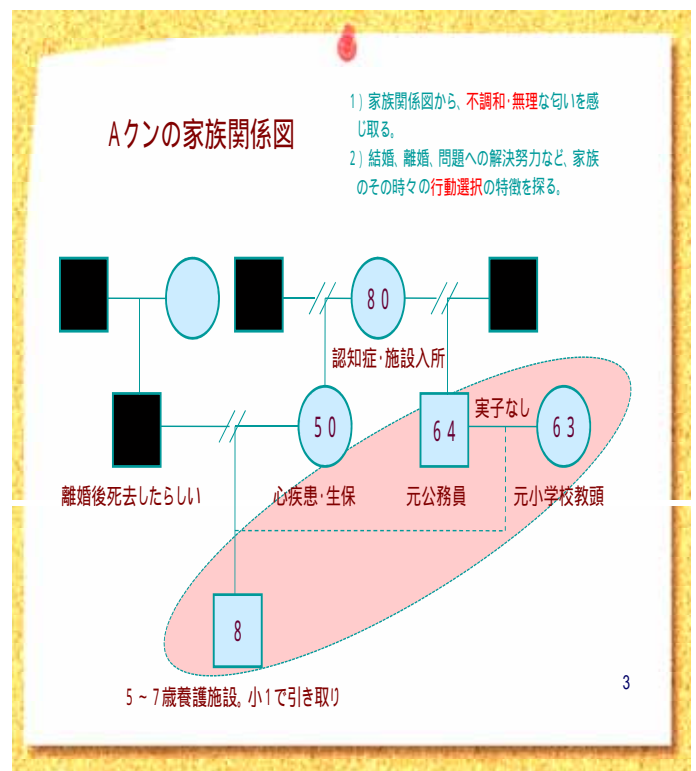 Aクンの家族関係図
1）家族関係図から、不調和・無理な匂いを感
じ取る。
2）結婚、離婚、問題への解決努力など、家族
のその時々の行動選択の特徴を探る。
80
認知症・施設入所
50
64
実子なし
63
離婚後死去したらしい
心疾患・生保
元公務員
元小学校教頭
8
5～7歳養護施設。小1で引き取り
3